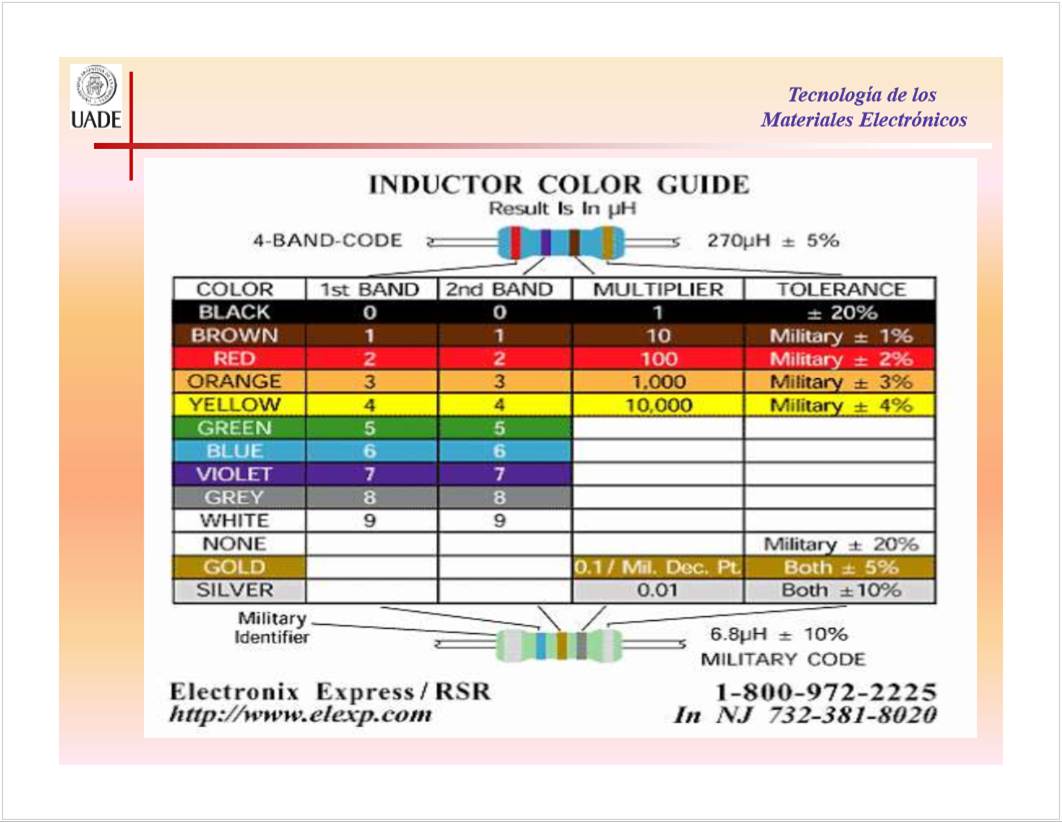 UADE
Tecnología de los
Materiales Electrónicos
INDUCTOR COLOR GUIDE
Result Is In µH
4-BAND-CODE 270µH ± 5%
COLOR 1st BAND 2nd BAND MULTIPLIER TOLERANCE
BLACK 0 0 1 ± 20%
BROWN 1 1 10 Military ± 1%
RED 2 2 100 Military ± 2%
ORANGE 3 3 1,000 Military ± 3%
YELLOW 4 4 10,000 Military ± 4%
GREEN 5 5
BLUE 6 6
VIOLET 7 7
GREY 8 8
WHITE 9 9
NONE Military ± 20%
GOLD 0.1 / Mil. Dec. Pt. Both ± 5%
SILVER 0.01 Both ±10%
Military
Identifier
6.8µH ± 10%
MILITARY CODE
Electronix Express / RSR 1-800-972-2225
http://www.elexp.com In NJ 732-381-8020